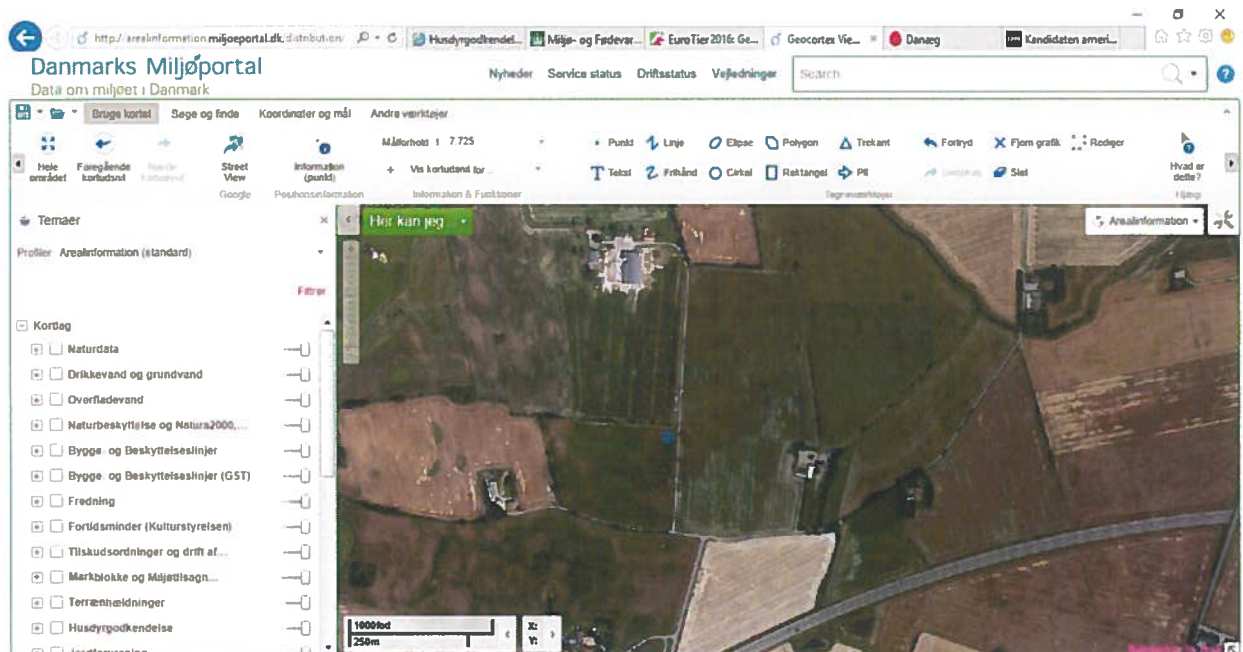 http://arealinformation.miljoeportal.dk/distribution/
Husdyrgodkendel...
Miljø- og Fødevar...
EuroTier 2016: Ge...
Geocortex Vie...
Danæg
Kandidaten ameri...
Danmarks Miljøportal
Data om miljøet i Danmark
Nyheder Service status Driftsstatus Vejledninger
Search
Bruge kortet Søge og finde Koordinater og mål Andre værktøjer
Hele området
Foregående kortudsnit
Street View
Information (punkt)
Målforhold 1: 7.725
+ Vis kortudsnit for ...
Punkt Linje Ellipse Polygon Trekant
Tekst Frihånd Cirkel Rektangel Pil
Fortryd Fjern grafik Rediger
Slet
Hvad er dette?
Google Positionsinformation Information & Funktioner Tegneværktøjer Hjælp
Temaer
Profiler Arealinformation (standard)
Filtrer
Kortlag
Naturdata
Drikkevand og grundvand
Overfladevand
Naturbeskyttelse og Natura2000,...
Bygge- og Beskyttelseslinjer
Bygge- og Beskyttelseslinjer (GST)
Fredning
Fortidsminder (Kulturstyrelsen)
Tilskudsordninger og drift af...
Markblokke og Miljøtilsagn...
Terrænhældninger
Husdyrgodkendelse
Her kan jeg
Arealinformation
1000fod
250m
X:
Y: